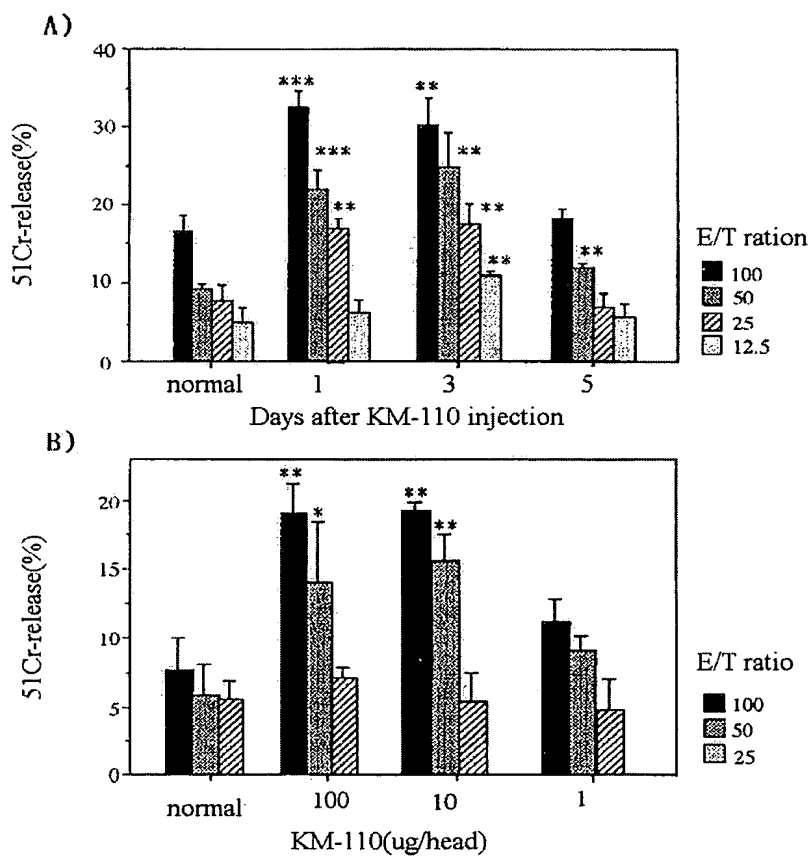 A)
40
30
20
10
0
51Cr-release(%)
***
***
**
**
**
**
**
**
normal 1 3 5
Days after KM-110 injection
E/T ration
100
50
25
12.5
B)
20
15
10
5
0
51Cr-release(%)
**
*
**
**
normal 100 10 1
KM-110(ug/head)
E/T ratio
100
50
25